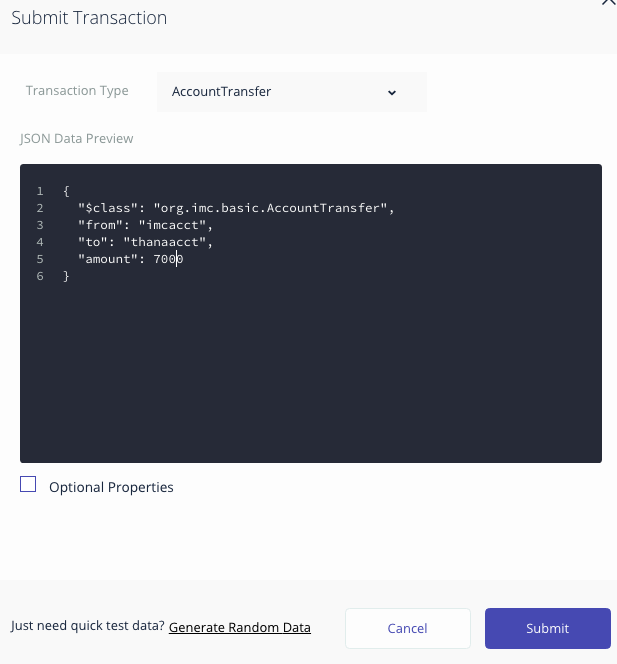 Submit Transaction
Transaction Type
AccountTransfer
JSON Data Preview
1 {
2   "$class": "org.imc.basic.AccountTransfer",
3   "from": "imcacct",
4   "to": "thanaacct",
5   "amount": 7000
6 }
Optional Properties
Just need quick test data? Generate Random Data
Cancel
Submit